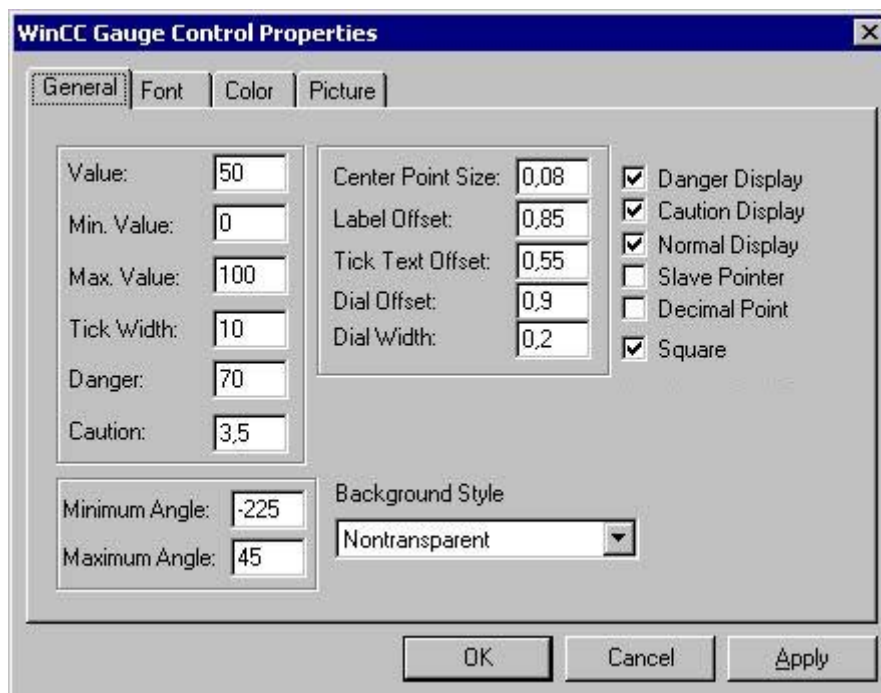 WinCC Gauge Control Properties
General Font Color Picture
Value: 50
Min. Value: 0
Max. Value: 100
Tick Width: 10
Danger: 70
Caution: 3,5
Center Point Size: 0,08
Label Offset: 0,85
Tick Text Offset: 0,55
Dial Offset: 0,9
Dial Width: 0,2
Danger Display
Caution Display
Normal Display
Slave Pointer
Decimal Point
Square
Minimum Angle: -225
Maximum Angle: 45
Background Style
Nontransparent
OK Cancel Apply